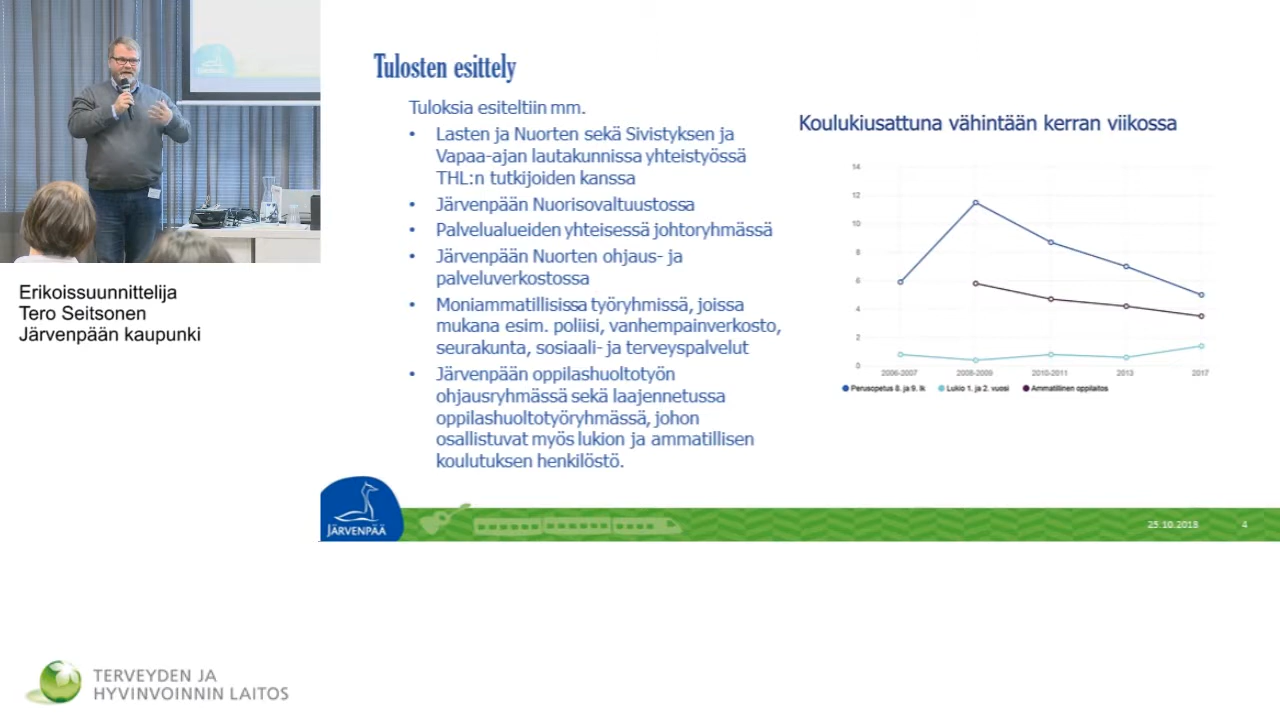 Erikoissuunnittelija
Tero Seitsonen
Järvenpään kaupunki
Tulosten esittely
Tuloksia esiteltiin mm.
• Lasten ja Nuorten sekä Sivistyksen ja
Vapaa-ajan lautakunnissa yhteistyössä
THL:n tutkijoiden kanssa
• Järvenpään Nuorisovaltuustossa
• Palvelualueiden yhteisessä johtoryhmässä
• Järvenpään Nuorten ohjaus- ja
palveluverkostossa
• Moniammatillisissa työryhmissä, joissa
mukana esim. poliisi, vanhempainverkosto,
seurakunta, sosiaali- ja terveyspalvelut
• Järvenpään oppilashuoltotyön
ohjausryhmässä sekä laajennetussa
oppilashuoltotyöryhmässä, johon
osallistuvat myös lukion ja ammatillisen
koulutuksen henkilöstö.
Koulukiusattuna vähintään kerran viikossa
14
12
10
8
6
4
2
0
2006-2007 2008-2009 2010-2011 2013 2017
Perusopetus 8. ja 9. lk Lukio 1. ja 2. vuosi Ammatillinen oppilaitos
JÄRVENPÄÄ
25.10.2018 4
TERVEYDEN JA
HYVINVOINNIN LAITOS